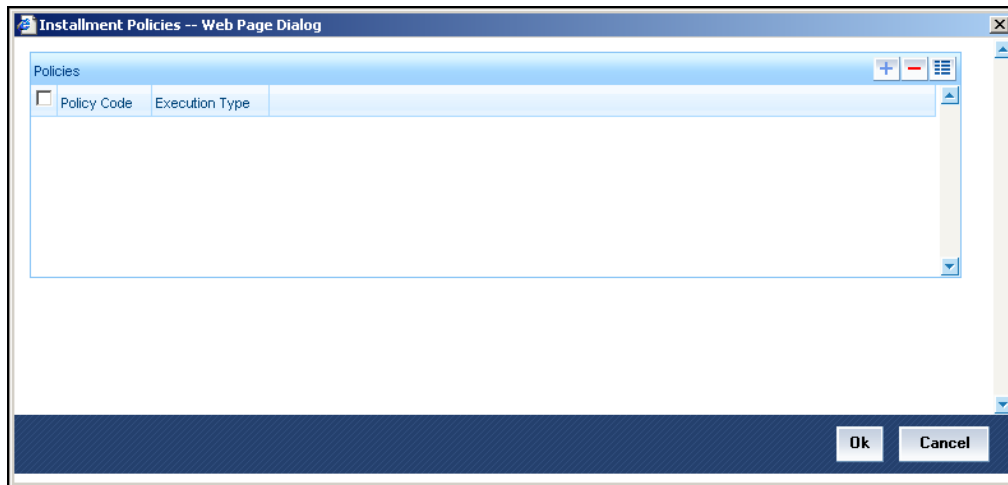 Installment Policies -- Web Page Dialog
Policies
Policy Code Execution Type
Ok Cancel